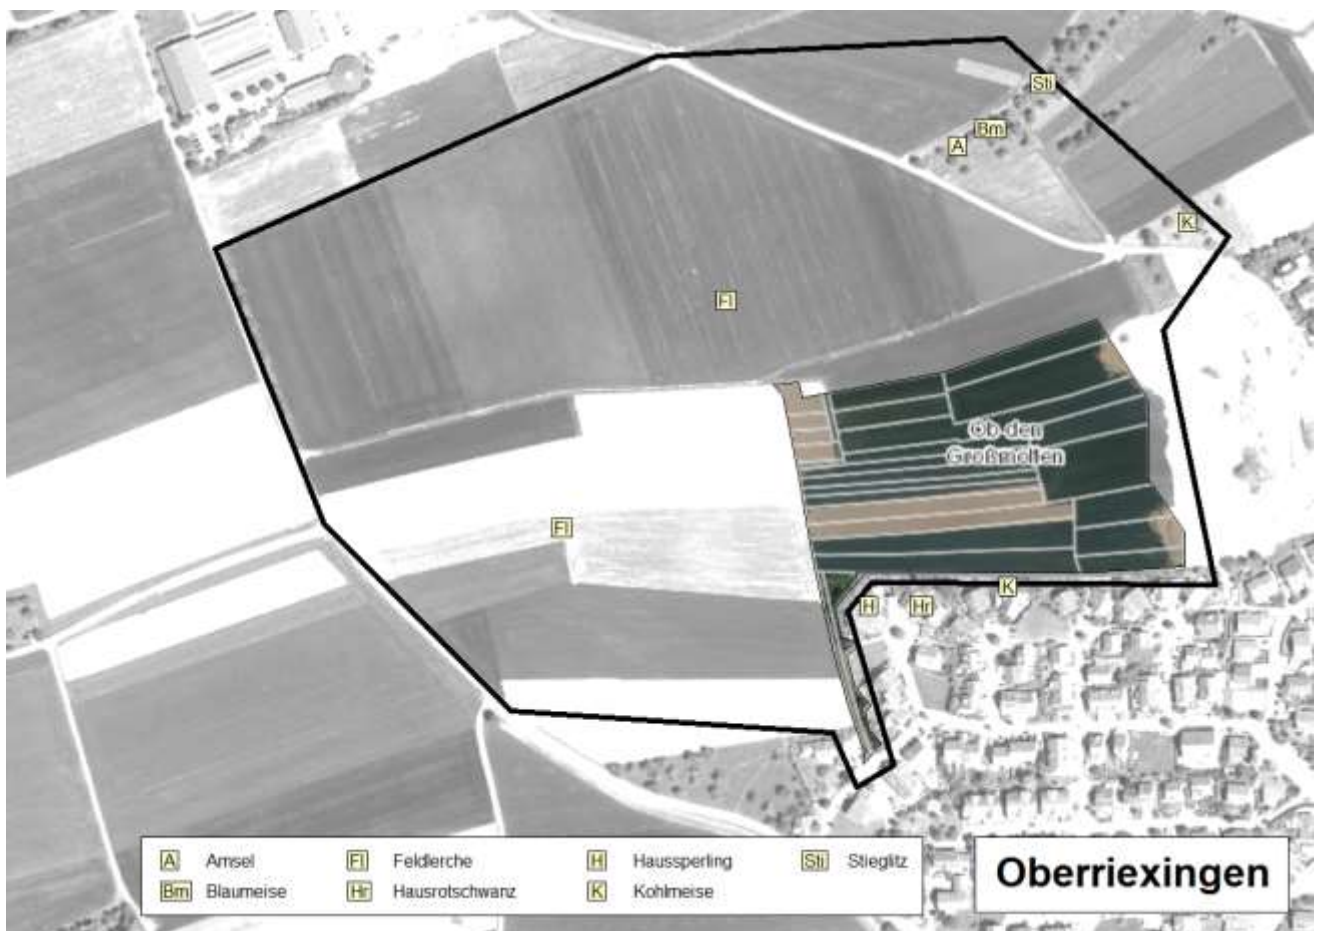 Sti
Bm
A
K
Fl
Ob den
Großmölten
Fl
K
H
Hr
A Amsel
Fl Feldlerche
H Haussperling
Sti Stieglitz
Bm Blaumeise
Hr Hausrotschwanz
K Kohlmeise
Oberriexingen